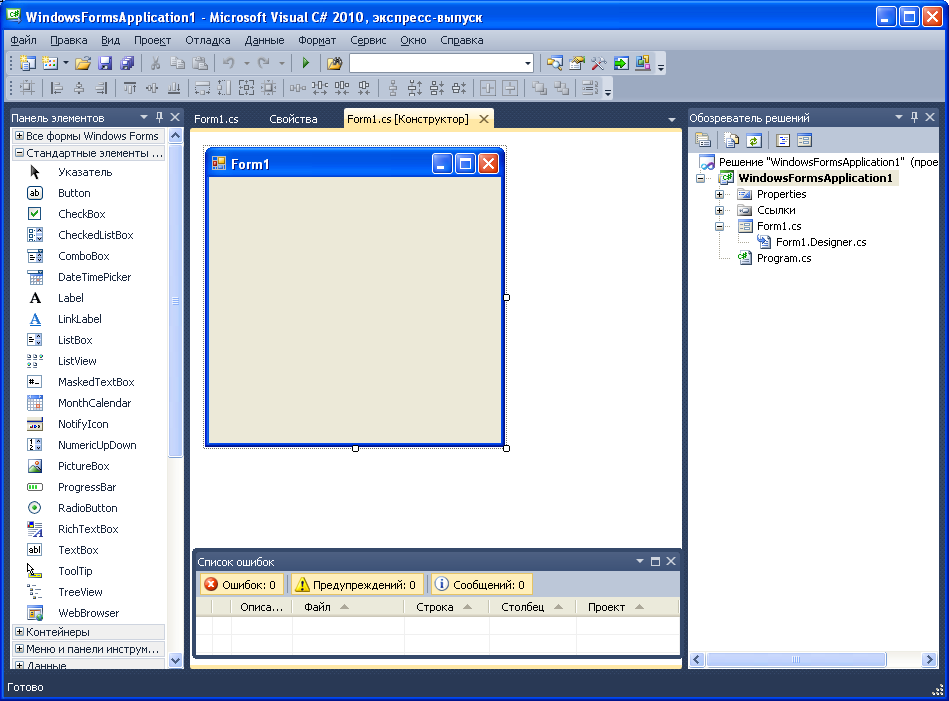 WindowsFormsApplication1 - Microsoft Visual C# 2010, экспресс-выпуск
Файл Правка Вид Проект Отладка Данные Формат Сервис Окно Справка
Панель элементов
Все формы Windows Forms
Стандартные элементы ...
Указатель
Button
CheckBox
CheckedListBox
ComboBox
DateTimePicker
Label
LinkLabel
ListBox
ListView
MaskedTextBox
MonthCalendar
NotifyIcon
NumericUpDown
PictureBox
ProgressBar
RadioButton
RichTextBox
TextBox
ToolTip
TreeView
WebBrowser
Контейнеры
Меню и панели инструм...
Данные
Form1.cs Свойства Form1.cs [Конструктор]
Form1
Список ошибок
Ошибок: 0 Предупреждений: 0 Сообщений: 0
Описа... Файл Строка Столбец Проект
Обозреватель решений
Решение "WindowsFormsApplication1" (прое
WindowsFormsApplication1
Properties
Ссылки
Form1.cs
Form1.Designer.cs
Program.cs
Готово